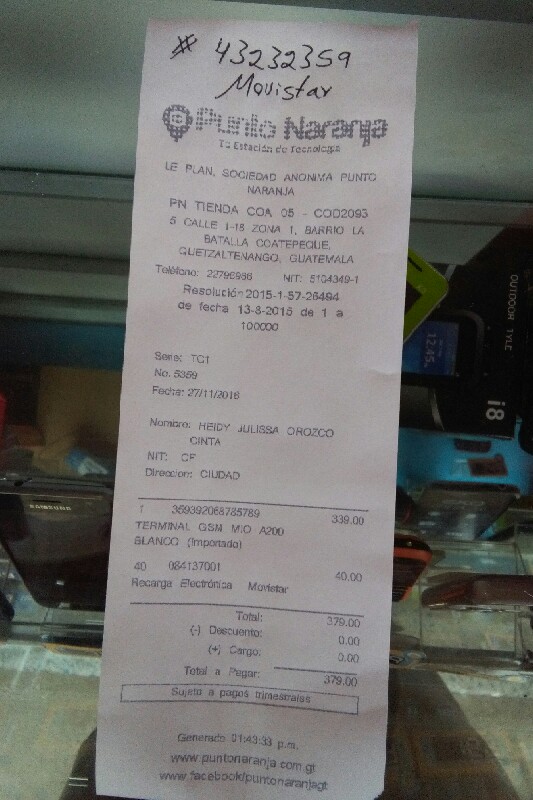 # 43232359
Movistar
Punto Naranja
Tu Estación de Tecnología
LE PLAN, SOCIEDAD ANONIMA PUNTO
NARANJA
PN TIENDA COA 05 - COD2093
5 CALLE 1-18 ZONA 1, BARRIO LA
BATALLA COATEPEQUE,
QUETZALTENANGO, GUATEMALA
Teléfono: 22796966 NIT: 5104349-1
Resolución 2015-1-57-26494
de fecha 13-8-2015 de 1 a
100000
Serie: TC1
No. 5359
Fecha: 27/11/2016
Nombre: HEIDY JULISSA OROZCO
CINTA
NIT: CF
Direccion: CIUDAD
1 359392068785789 339.00
TERMINAL GSM MIO A200
BLANCO (Importado)
40 084137001 40.00
Recarga Electrónica Movistar
Total: 379.00
(-) Descuento: 0.00
(+) Cargo: 0.00
Total a Pagar: 379.00
Sujeto a pagos trimestrales
Generado 01:43:33 p.m.
www.puntonaranja.com.gt
www.facebook/puntonaranjagt
SAMSUNG
OUTDOOR TYLE
i8
12:45